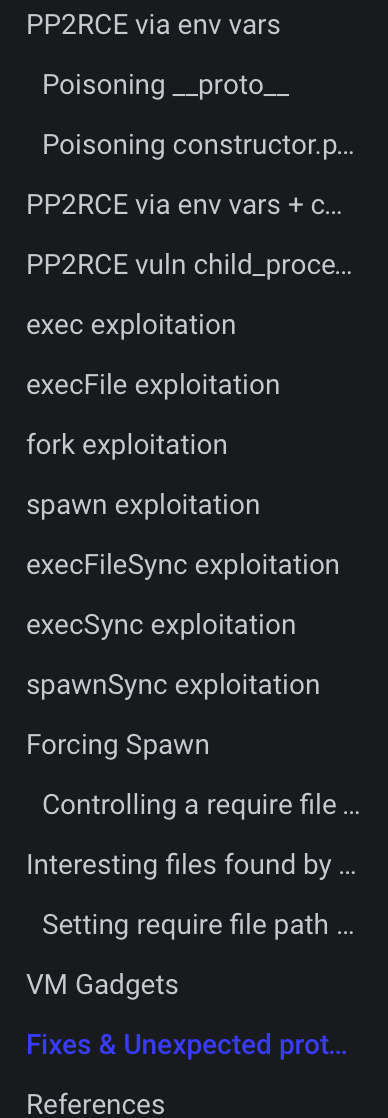 PP2RCE via env vars
Poisoning __proto__
Poisoning constructor.p...
PP2RCE via env vars + c...
PP2RCE vuln child_proce...
exec exploitation
execFile exploitation
fork exploitation
spawn exploitation
execFileSync exploitation
execSync exploitation
spawnSync exploitation
Forcing Spawn
Controlling a require file ...
Interesting files found by ...
Setting require file path ...
VM Gadgets
Fixes & Unexpected prot...
References